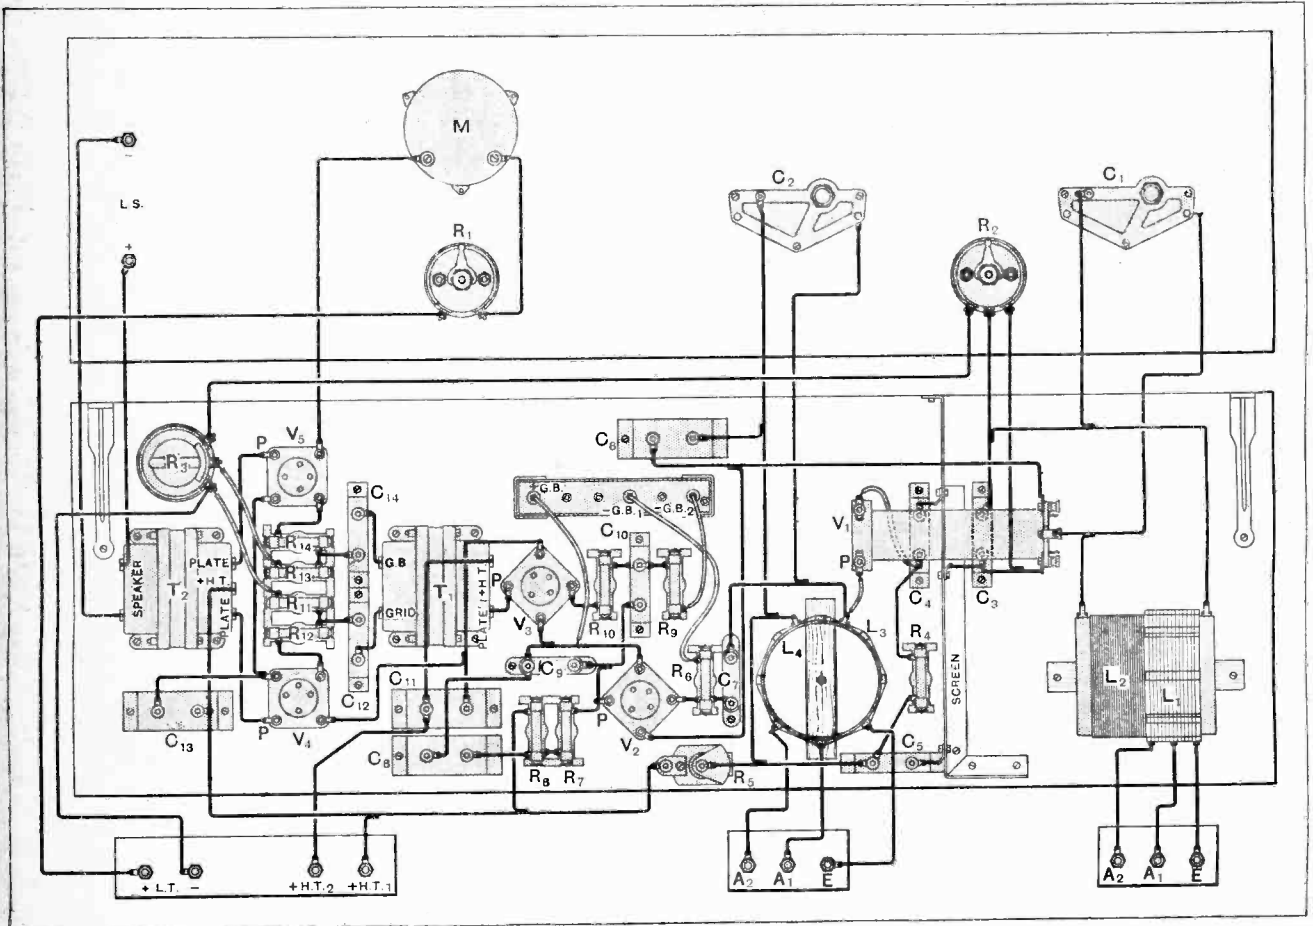 M
C2
C1
L S.
R1
R2
−
+
V5
P
C6
R3
C14
+ G.B.
− G.B.1
− G.B.2
C10
V1
P
R14
R13
R11
R12
SPEAKER
T2
PLATE
+H T.
PLATE
G.B
GRID
T1
+H T
PLATE
P
V3
R10
R9
C4
C3
L3
L4
R4
SCREEN
R6
C7
L2
L1
C9
C12
C11
C13
P
V4
C8
P
V2
R8
R7
R5
C5
+ L.T. −
+H.T.2
+H.T.1
A2
A1
E
A2
A1
E